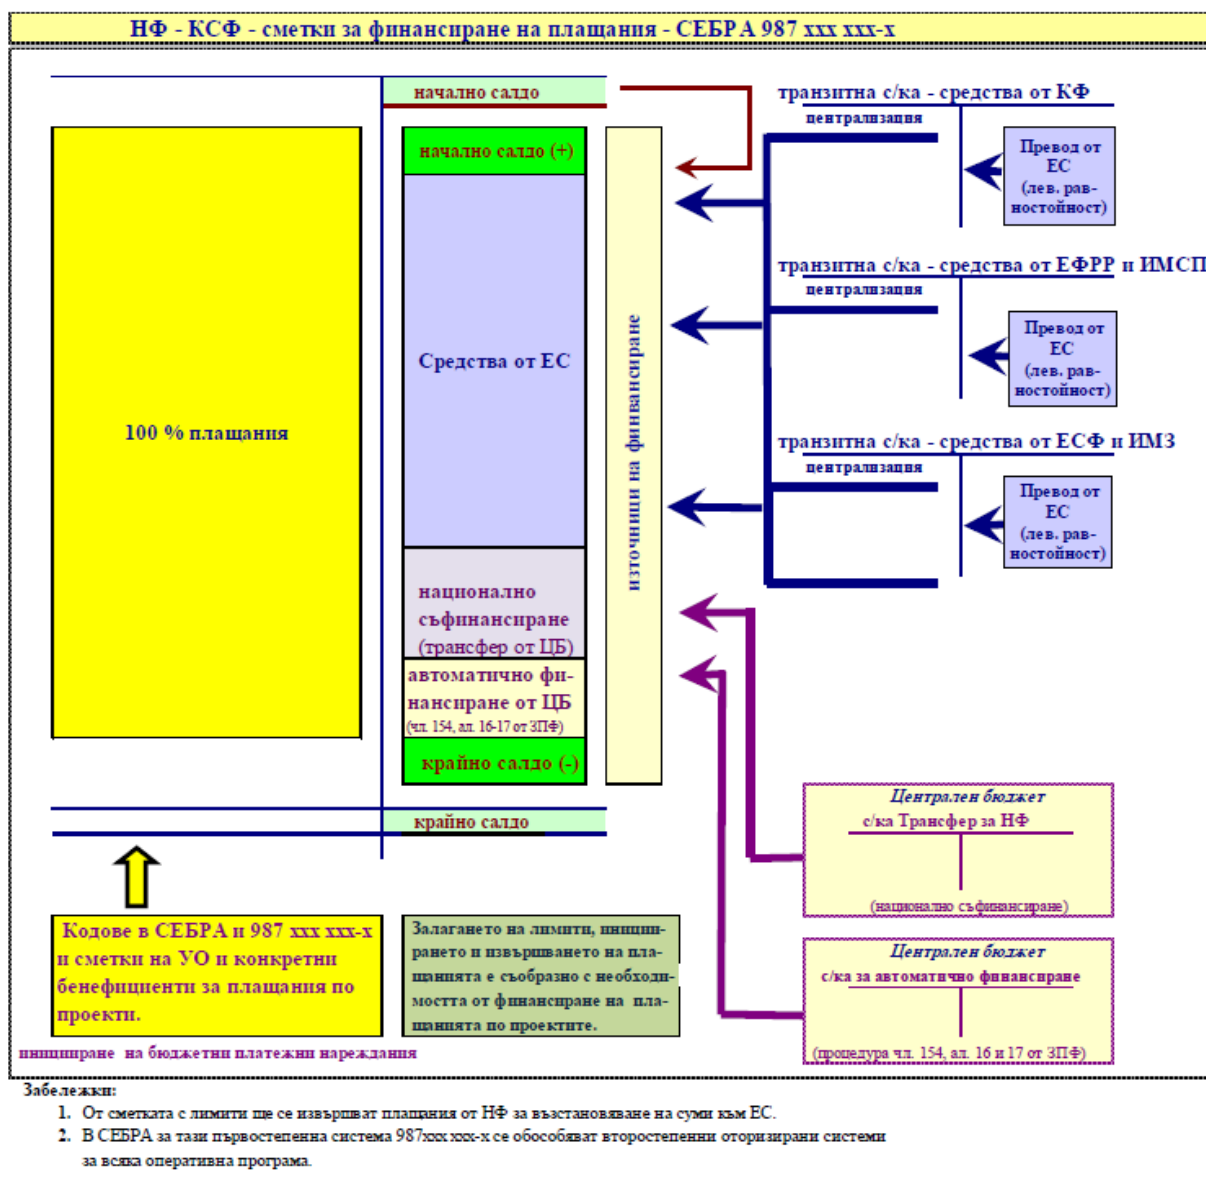 НФ - КСФ - сметки за финансиране на плащания - СЕБРА 987 xxx xxx-x
начално салдо
начално салдо (+)
Средства от ЕС
100 % плащания
национално
съфинансиране
(трансфер от ЦБ)
автоматично фи-
нансиране от ЦБ
(чл. 154, ал. 16-17 от ЗПФ)
крайно салдо (-)
крайно салдо
източници на финвансиране
транзитна с/ка - средства от КФ
централизация
Превод от
ЕС
(лев. рав-
ностойност)
транзитна с/ка - средства от ЕФРР и ИМСП
централизация
Превод от
ЕС
(лев. рав-
ностойност)
транзитна с/ка - средства от ЕСФ и ИМЗ
централизация
Превод от
ЕС
(лев. рав-
ностойност)
Централен бюджет
с/ка Трансфер за НФ
(национално съфинансиране)
Централен бюджет
с/ка за автоматично финансиране
(процедура чл. 154, ал. 16 и 17 от ЗПФ)
Кодове в СЕБРА и 987 xxx xxx-x
и сметки на УО и конкретни
бенефициенти за плащания по
проекти.
Залагането на лимити, иниции-
рането и извършването на пла-
щанията е съобразно с необходи-
мостта от финансиране на пла-
щанията по проектите.
иницииране на бюджетни платежни нареждания
Забележки:
1. От сметката с лимити ще се извършват плащания от НФ за възстановяване на суми към ЕС.
2. В СЕБРА за тази първостепенна система 987xxx xxx-x се обособяват второстепенни оторизирани системи
за всяка оперативна програма.